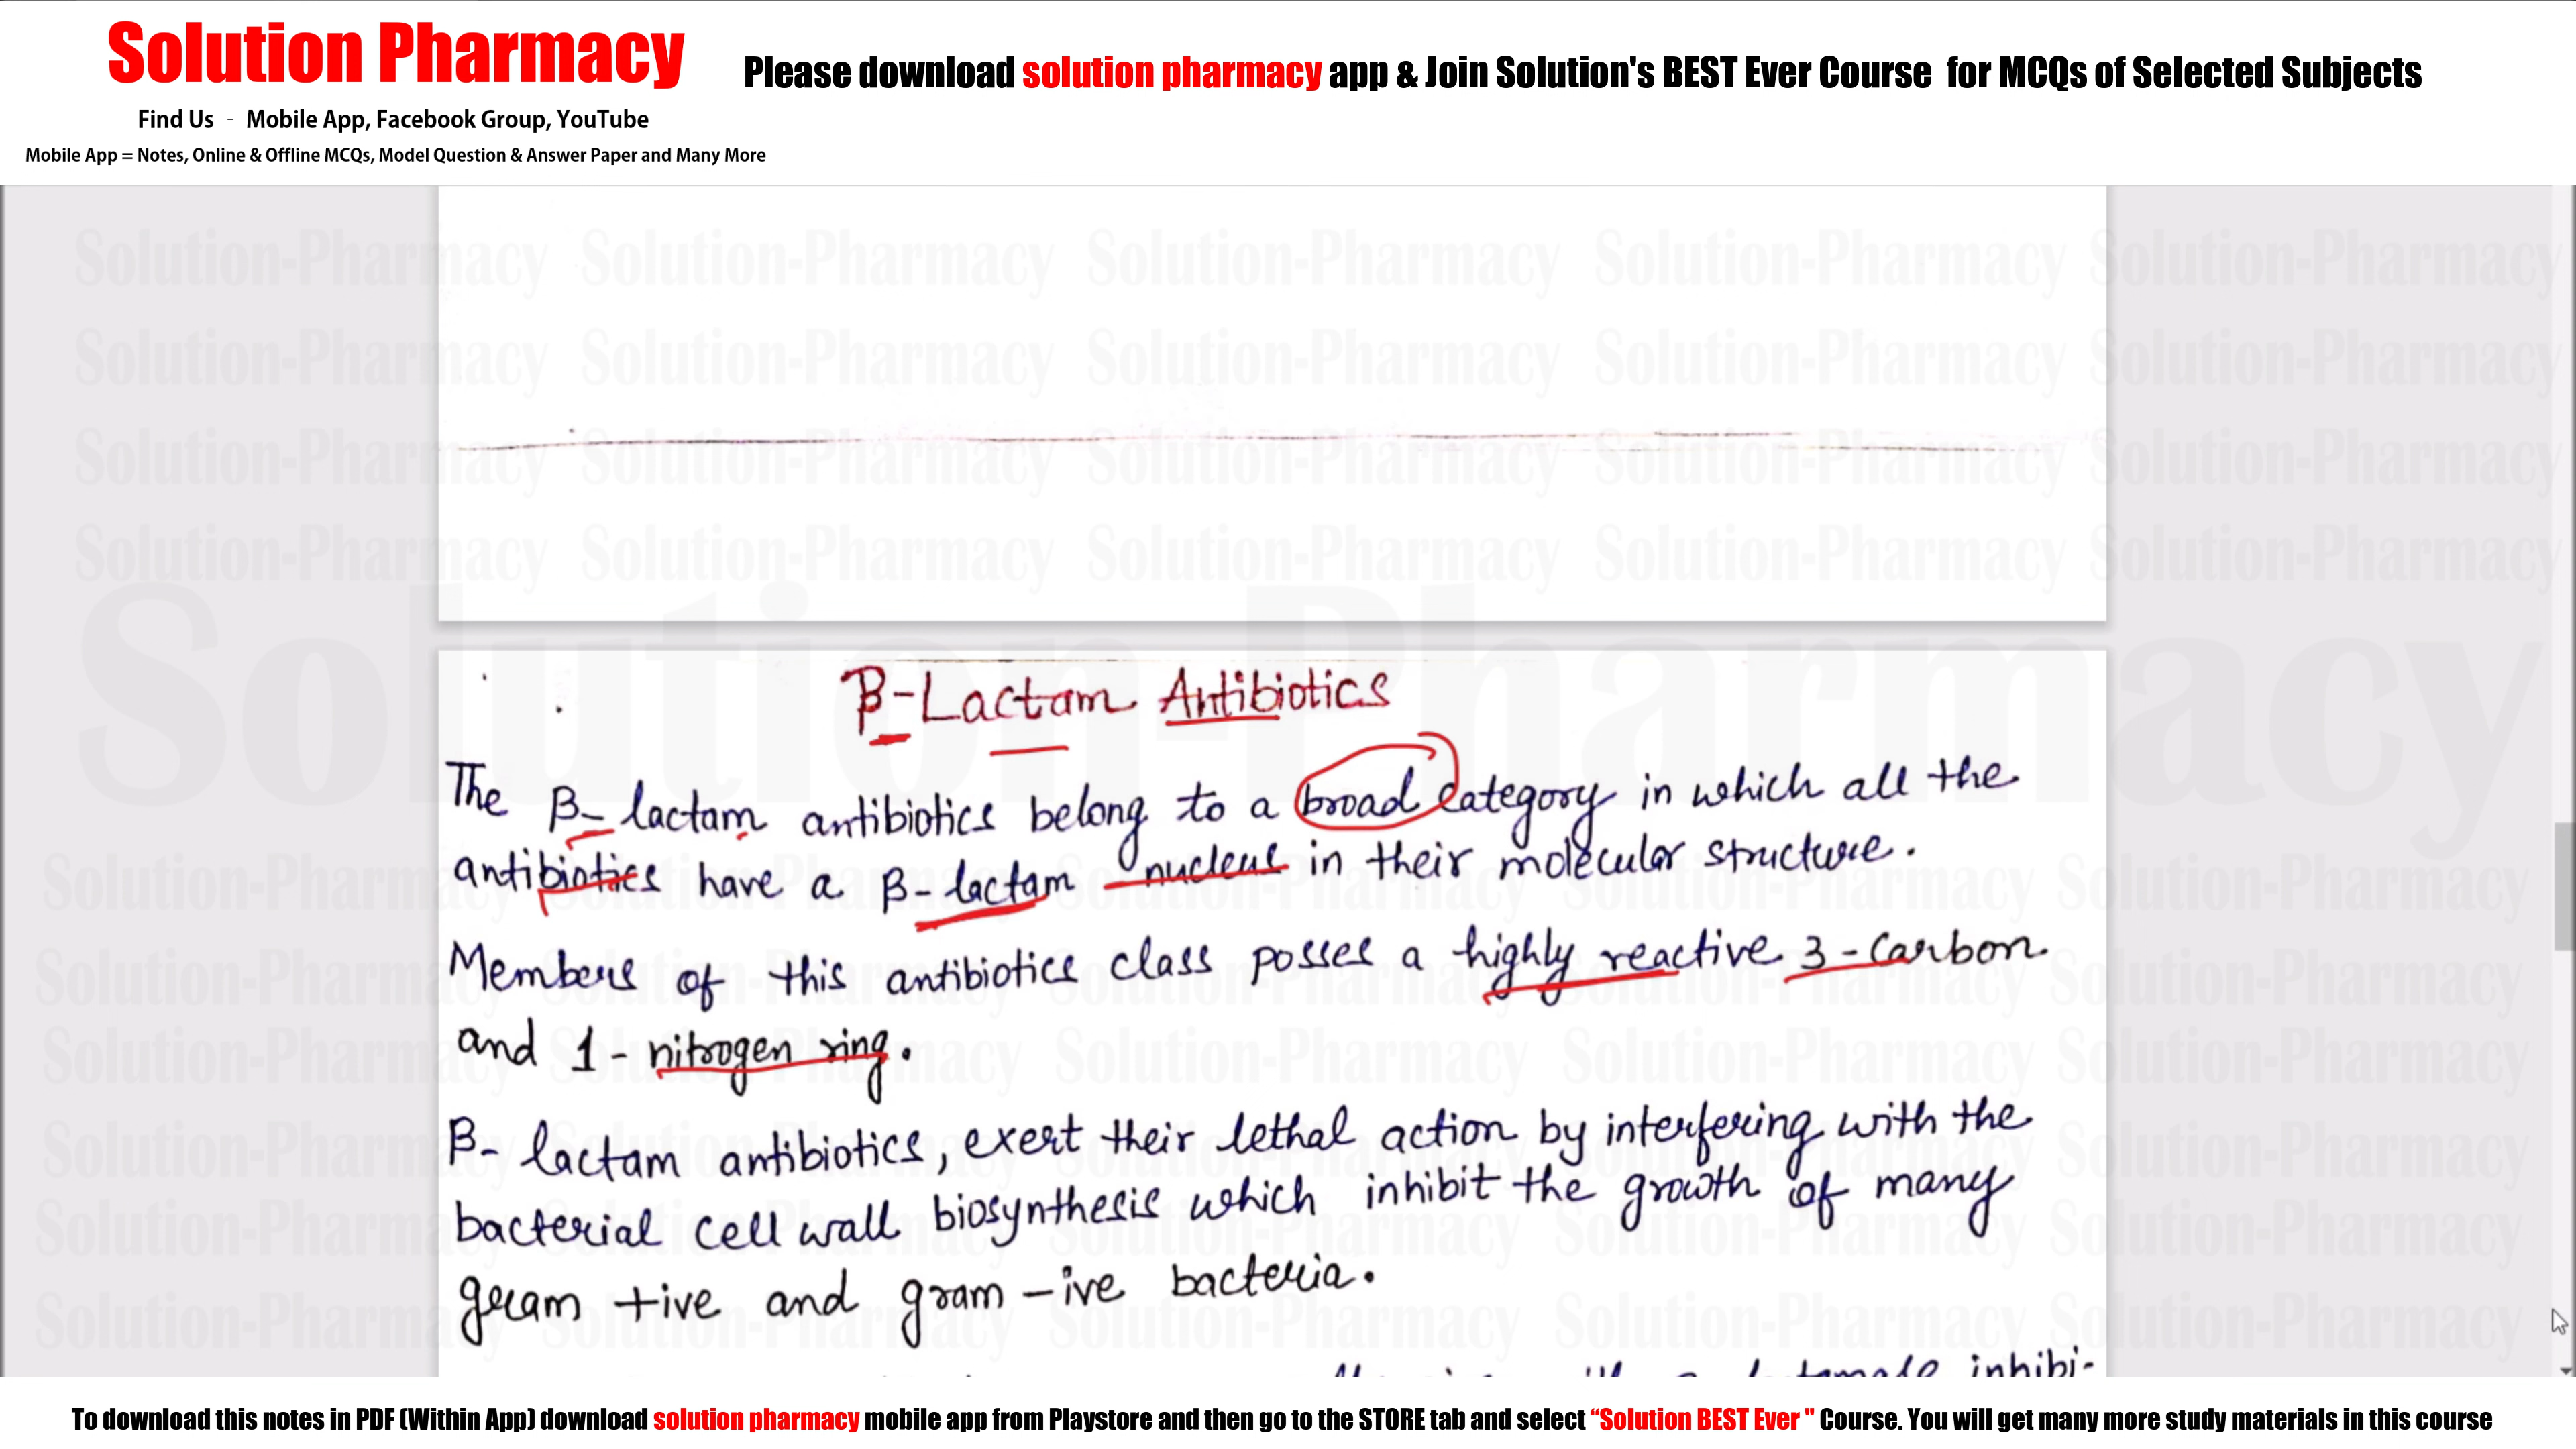 Solution Pharmacy
Please download solution pharmacy app & Join Solution's BEST Ever Course for MCQs of Selected Subjects
Find Us - Mobile App, Facebook Group, YouTube
Mobile App = Notes, Online & Offline MCQs, Model Question & Answer Paper and Many More
β-Lactam Antibiotics
The β-lactam antibiotics belong to a broad category in which all the
antibiotics have a β-lactam nucleus in their molecular structure.
Members of this antibiotics class posses a highly reactive 3-carbon
and 1-nitrogen ring.
β-lactam antibiotics, exert their lethal action by interfering with the
bacterial cell wall biosynthesis which inhibit the growth of many
gram +ive and gram -ive bacteria.
inhibi-
To download this notes in PDF (Within App) download solution pharmacy mobile app from Playstore and then go to the STORE tab and select “Solution BEST Ever " Course. You will get many more study materials in this course